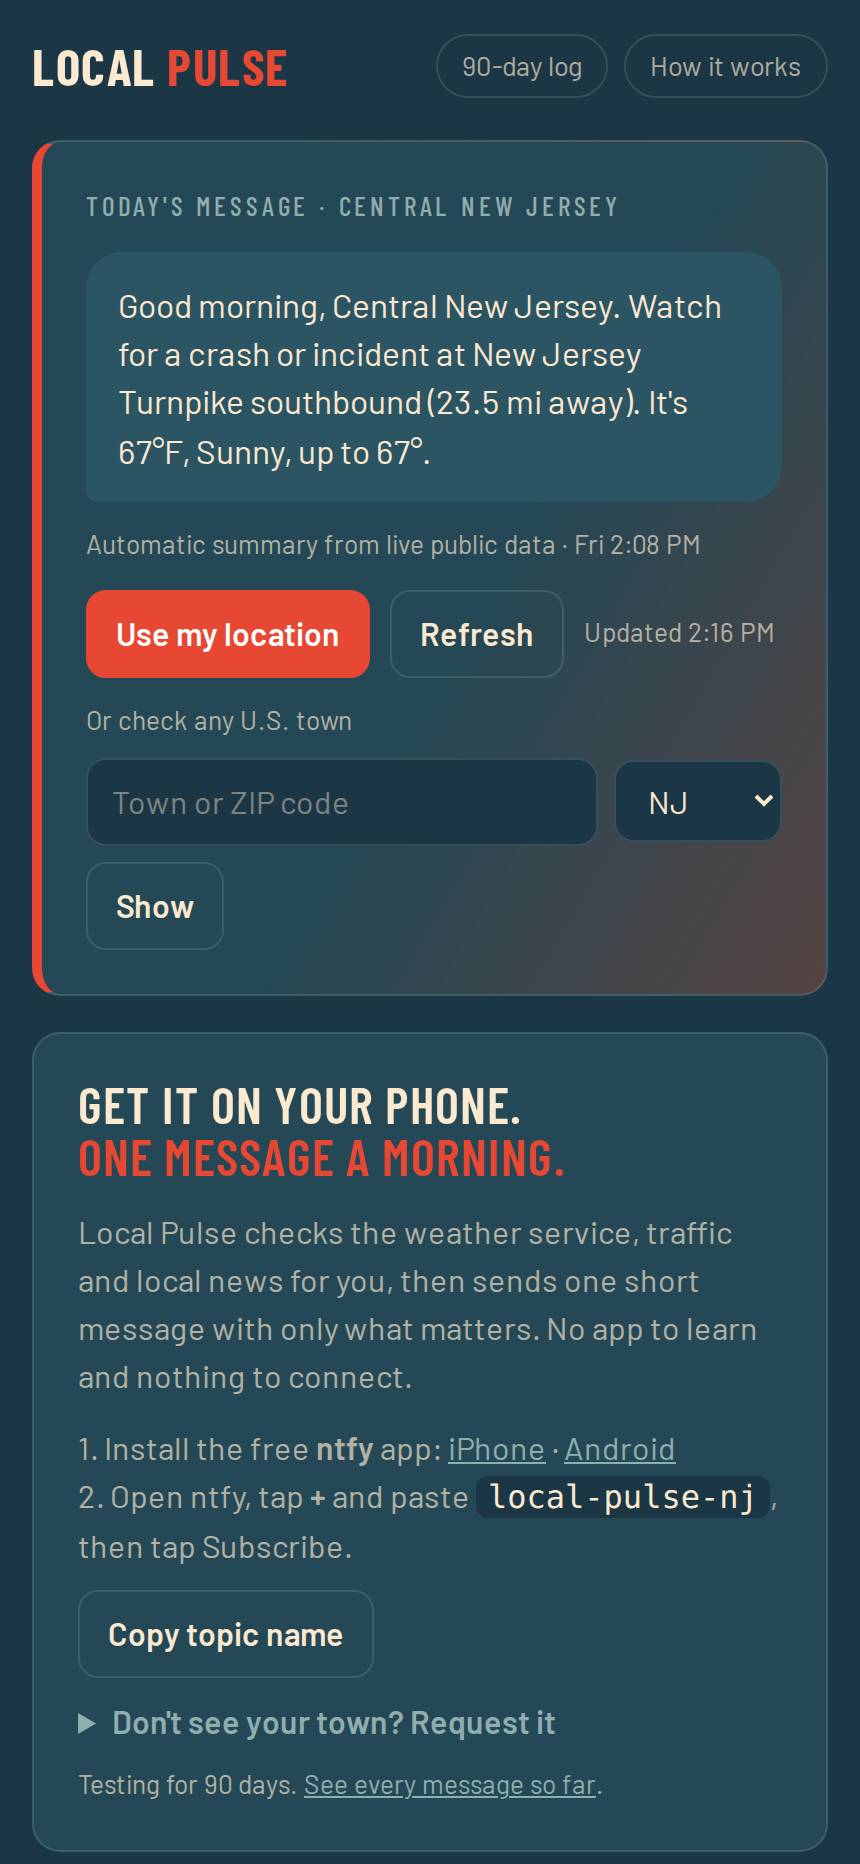 LOCAL PULSE
90-day log
How it works
TODAY'S MESSAGE · CENTRAL NEW JERSEY
Good morning, Central New Jersey. Watch
for a crash or incident at New Jersey
Turnpike southbound (23.5 mi away). It's
67°F, Sunny, up to 67°.
Automatic summary from live public data · Fri 2:08 PM
Use my location
Refresh
Updated 2:16 PM
Or check any U.S. town
Town or ZIP code
NJ
Show
GET IT ON YOUR PHONE.
ONE MESSAGE A MORNING.
Local Pulse checks the weather service, traffic
and local news for you, then sends one short
message with only what matters. No app to learn
and nothing to connect.
1. Install the free ntfy app: iPhone · Android
2. Open ntfy, tap + and paste local-pulse-nj,
then tap Subscribe.
Copy topic name
Don't see your town? Request it
Testing for 90 days. See every message so far.